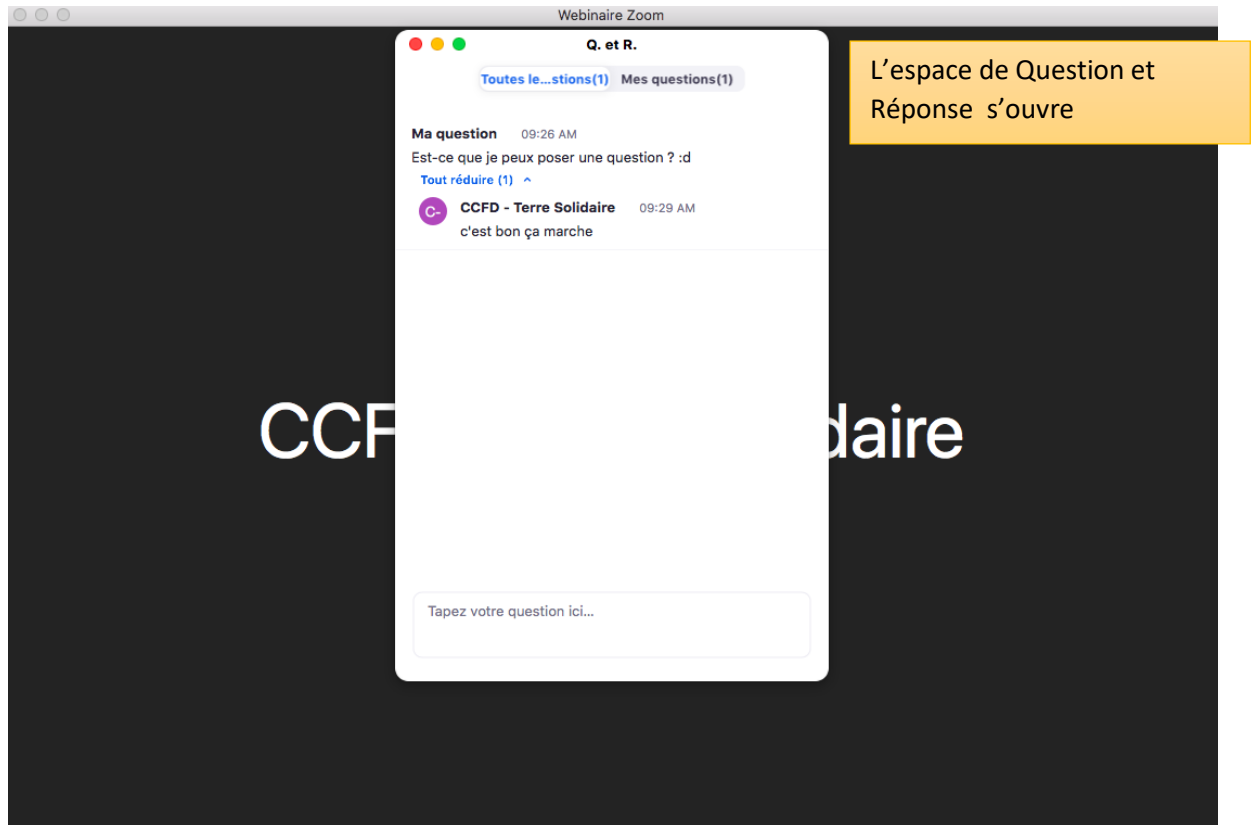 Webinaire Zoom
Q. et R.
Toutes le...stions(1) Mes questions(1)
L’espace de Question et
Réponse s’ouvre
Ma question 09:26 AM
Est-ce que je peux poser une question ? :d
Tout réduire (1)
C-
CCFD - Terre Solidaire 09:29 AM
c'est bon ça marche
CCF
daire
Tapez votre question ici...